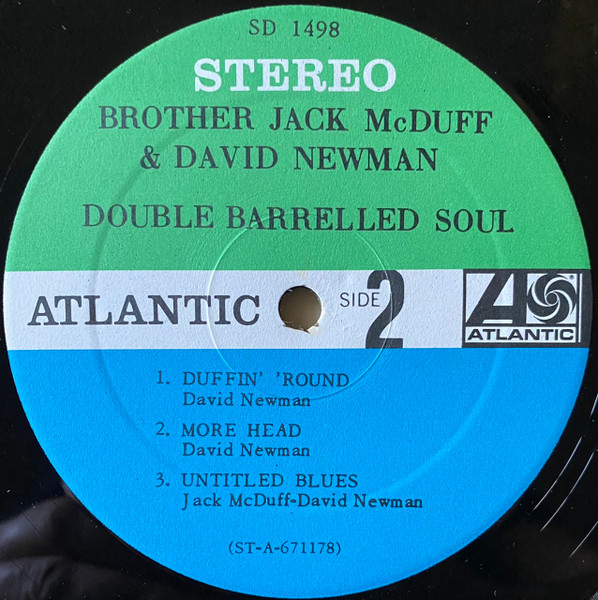 SD 1498
STEREO
BROTHER JACK McDUFF
& DAVID NEWMAN
DOUBLE BARRELLED SOUL
ATLANTIC SIDE 2 A ATLANTIC
1. DUFFIN' 'ROUND
David Newman
2. MORE HEAD
David Newman
3. UNTITLED BLUES
Jack McDuff-David Newman
(ST-A-671178)